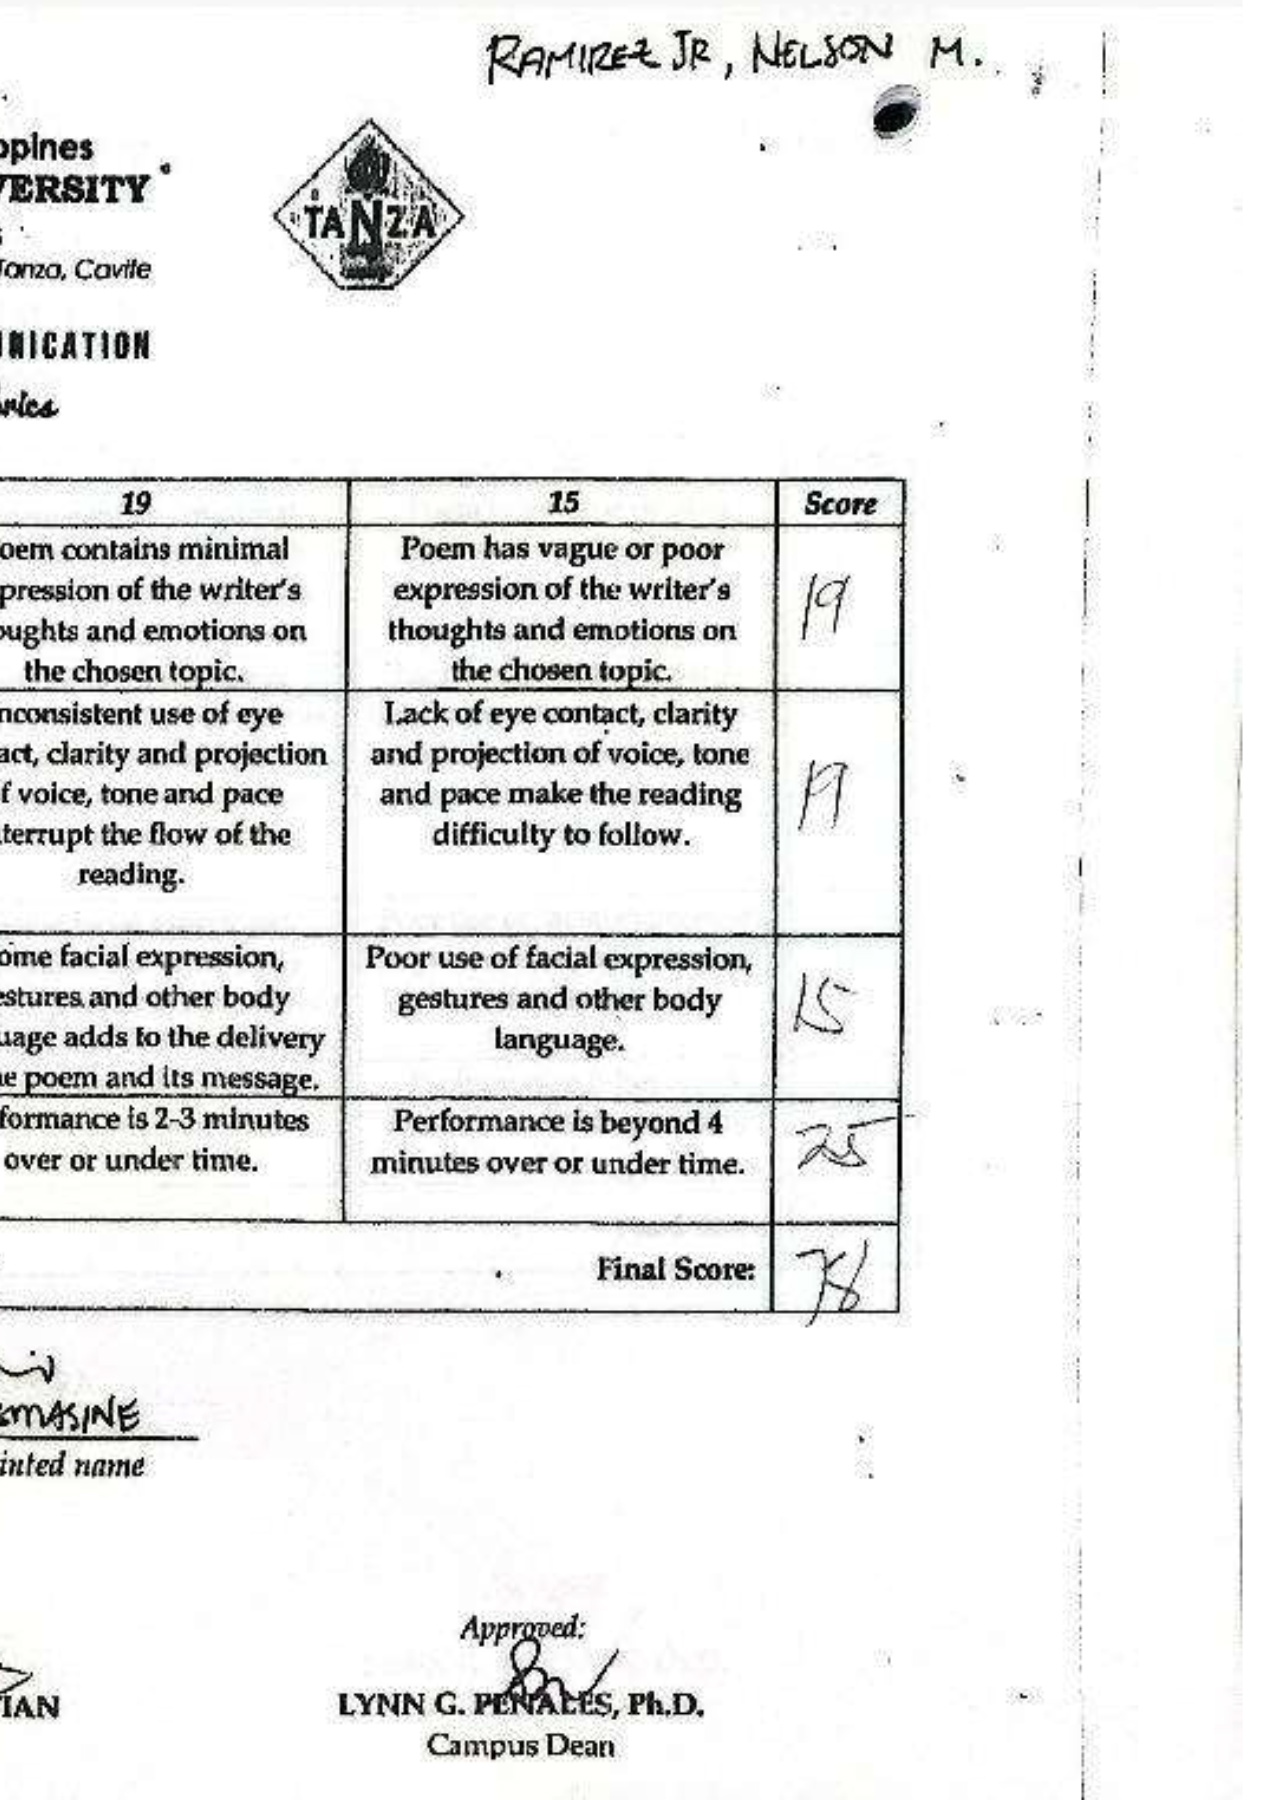 RAMIREZ JR, NELSON M.
ppines
VERSITY
TANZA
Tanza, Cavite
UNICATION
brics
19 15 Score
oem contains minimal
pression of the writer's
oughts and emotions on
the chosen topic.
Poem has vague or poor
expression of the writer's
thoughts and emotions on
the chosen topic.
19
nconsistent use of eye
act, clarity and projection
f voice, tone and pace
terrupt the flow of the
reading.
Lack of eye contact, clarity
and projection of voice, tone
and pace make the reading
difficulty to follow.
19
ome facial expression,
estures and other body
uage adds to the delivery
e poem and its message.
Poor use of facial expression,
gestures and other body
language.
15
formance is 2-3 minutes
over or under time.
Performance is beyond 4
minutes over or under time.
25
Final Score:
78
inted name
Approved:
IAN
LYNN G. PENALES, Ph.D.
Campus Dean